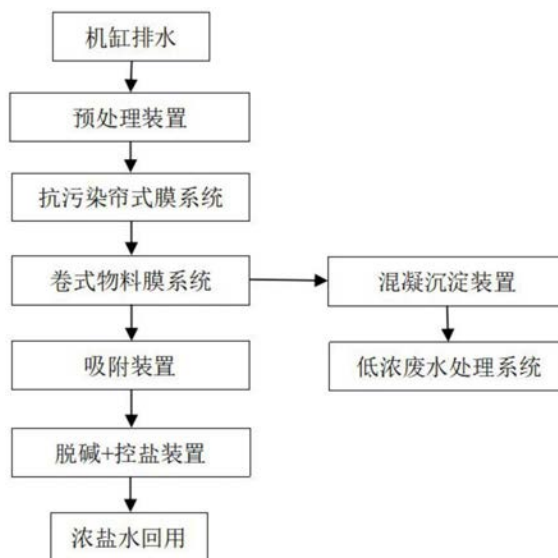 机缸排水
预处理装置
抗污染帘式膜系统
卷式物料膜系统
混凝沉淀装置
吸附装置
低浓废水处理系统
脱碱+控盐装置
浓盐水回用